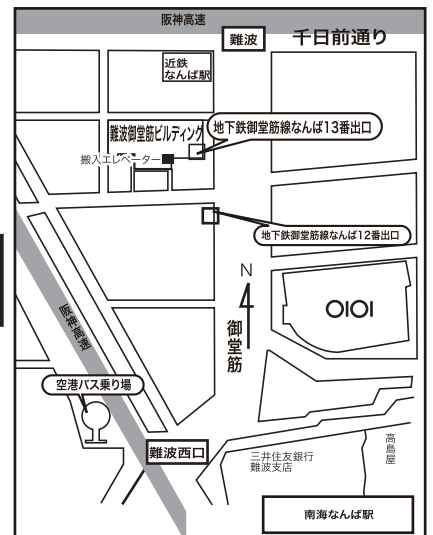 阪神高速
難波
千日前通り
近鉄
なんば駅
難波御堂筋ビルディング
地下鉄御堂筋線なんば13番出口
搬入エレベーター
地下鉄御堂筋線なんば12番出口
N
御堂筋
OIOI
阪神高速
空港バス乗り場
難波西口
三井住友銀行
難波支店
高島屋
南海なんば駅